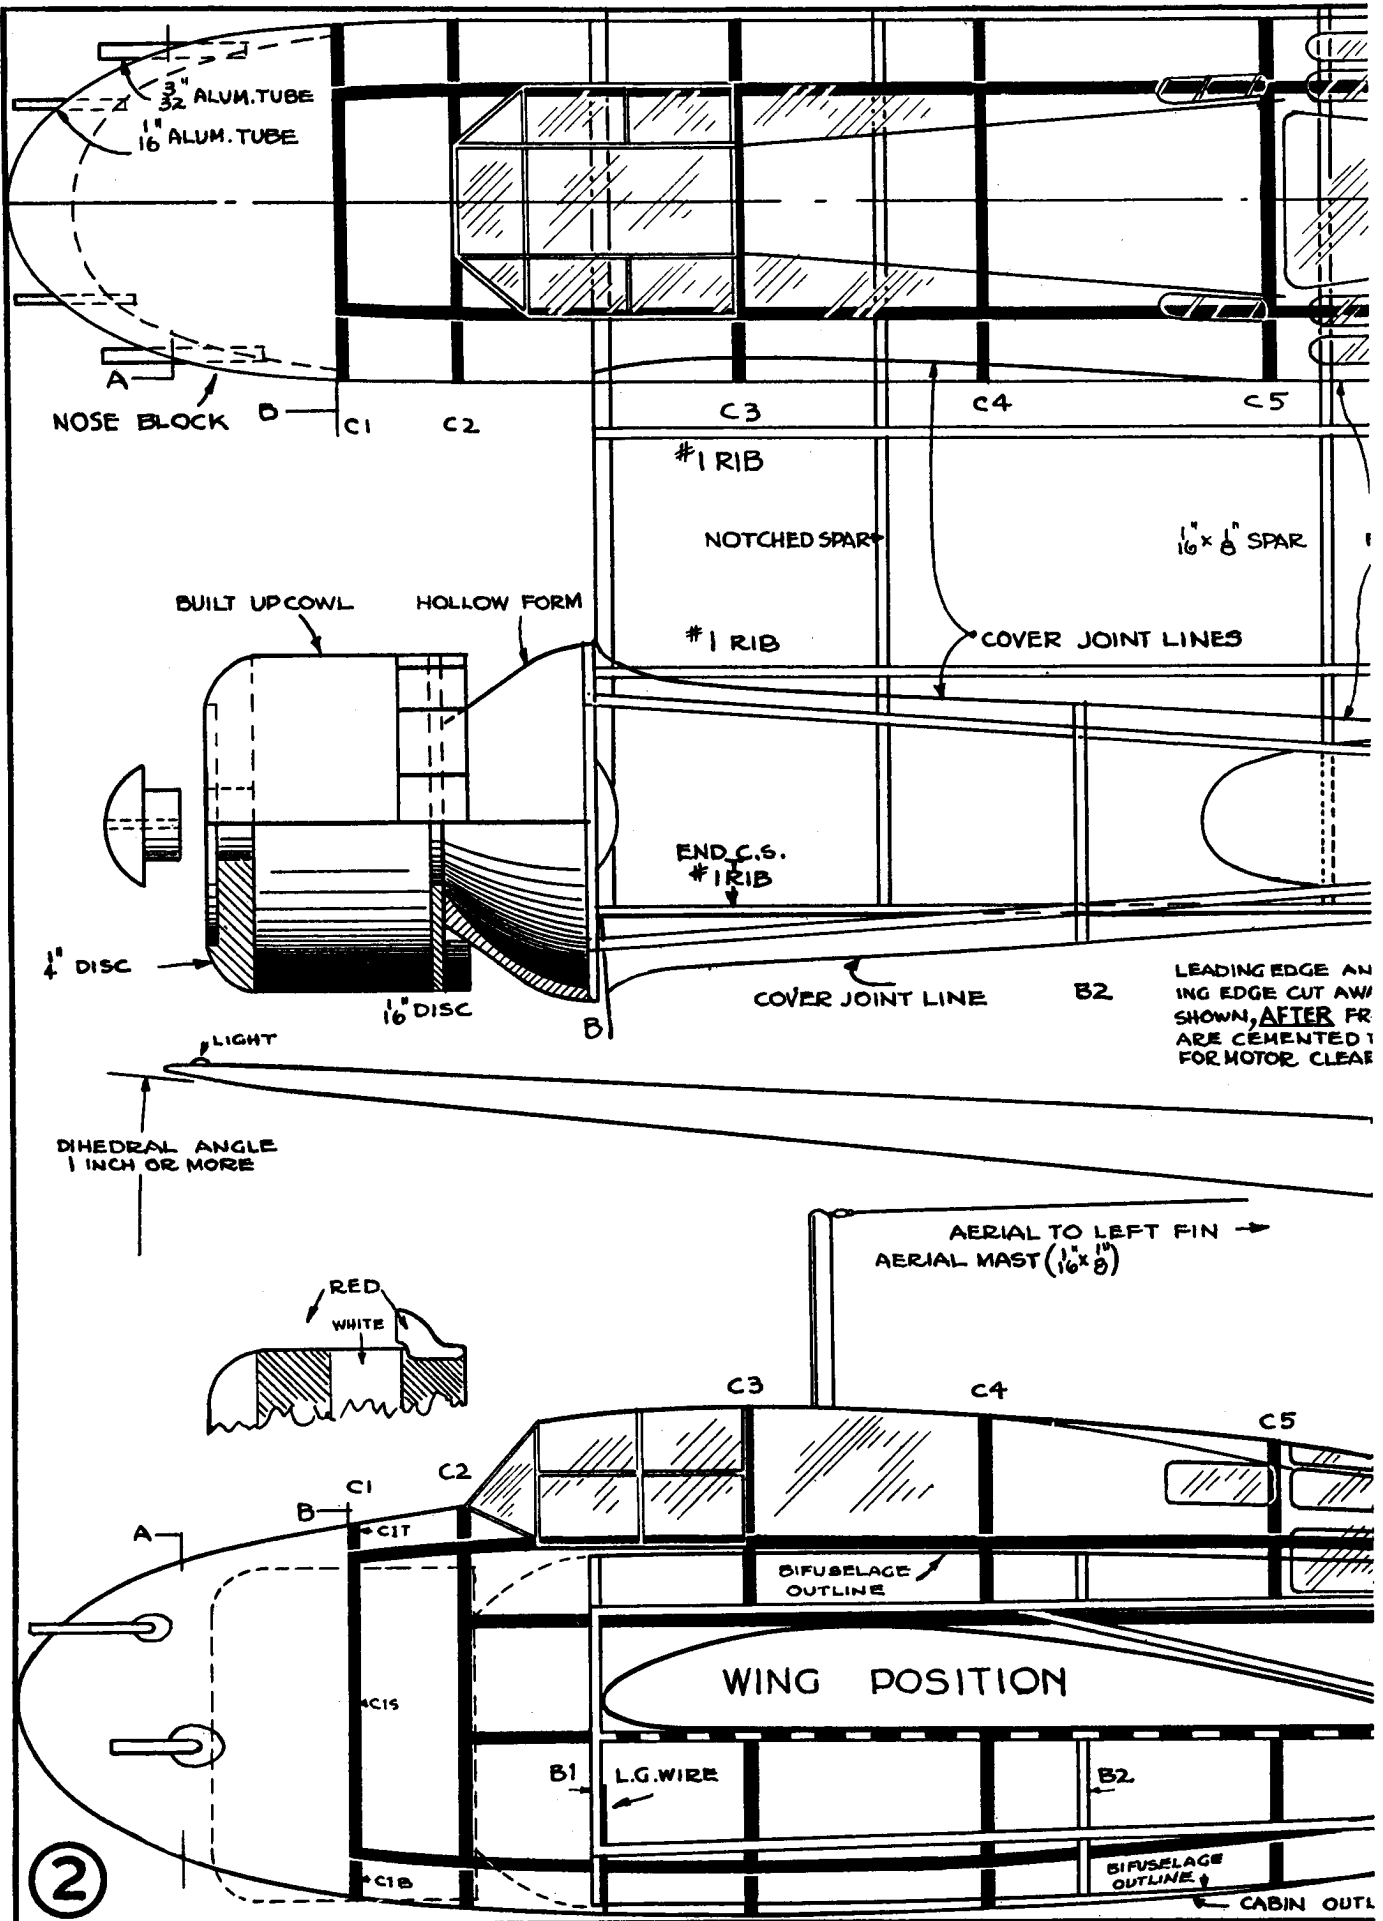 3/32" ALUM. TUBE
1/16" ALUM. TUBE
A
NOSE BLOCK
B
C1
C2
C3
C4
C5
#1 RIB
NOTCHED SPAR
1/16" x 1/8" SPAR
BUILT UP COWL
HOLLOW FORM
#1 RIB
COVER JOINT LINES
END C.S.
#1 RIB
1/4" DISC
1/16" DISC
B
COVER JOINT LINE
B2
LEADING EDGE AN
ING EDGE CUT AWA
SHOWN, AFTER FR
ARE CEMENTED T
FOR MOTOR CLEAR
LIGHT
DIHEDRAL ANGLE
1 INCH OR MORE
AERIAL TO LEFT FIN
AERIAL MAST (1/16" x 1/8")
RED
WHITE
C3
C4
C5
C2
C1
B
A
C1T
BIFUSELAGE
OUTLINE
WING POSITION
C1S
B1
L.G. WIRE
B2
C1B
BIFUSELAGE
OUTLINE
CABIN OUTL
2